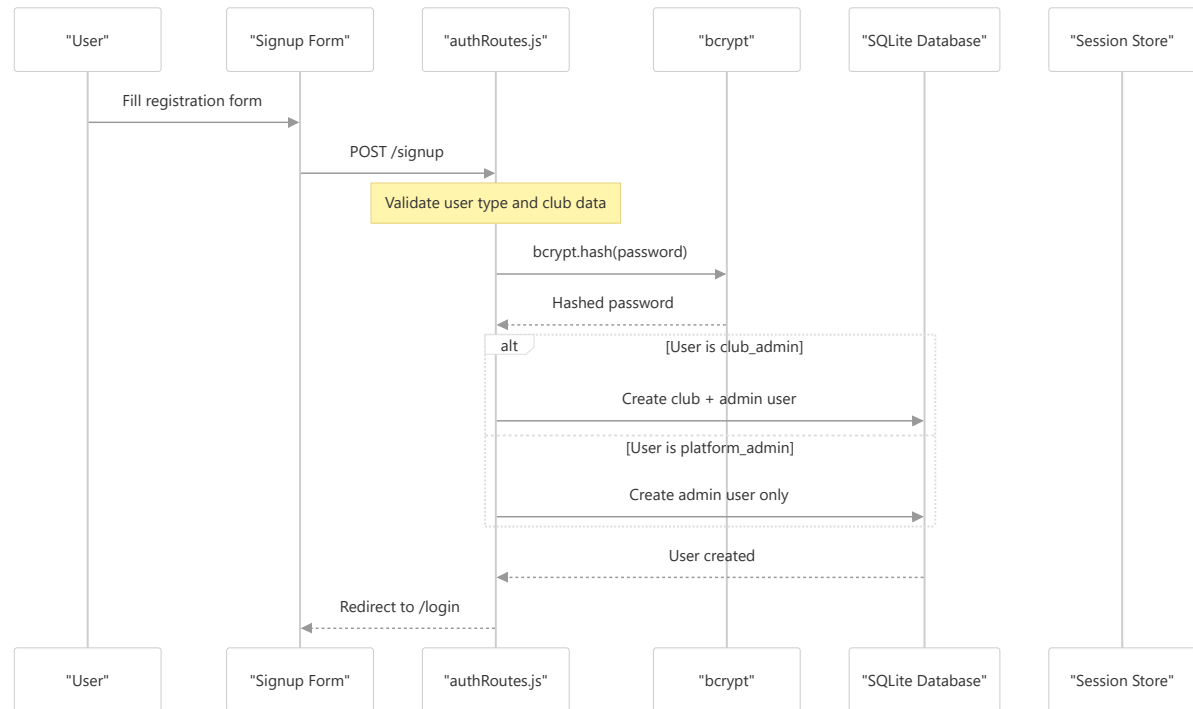 "User"
"Signup Form"
"authRoutes.js"
"bcrypt"
"SQLite Database"
"Session Store"
Fill registration form
POST /signup
Validate user type and club data
bcrypt.hash(password)
Hashed password
alt
[User is club_admin]
Create club + admin user
[User is platform_admin]
Create admin user only
User created
Redirect to /login
"User"
"Signup Form"
"authRoutes.js"
"bcrypt"
"SQLite Database"
"Session Store"